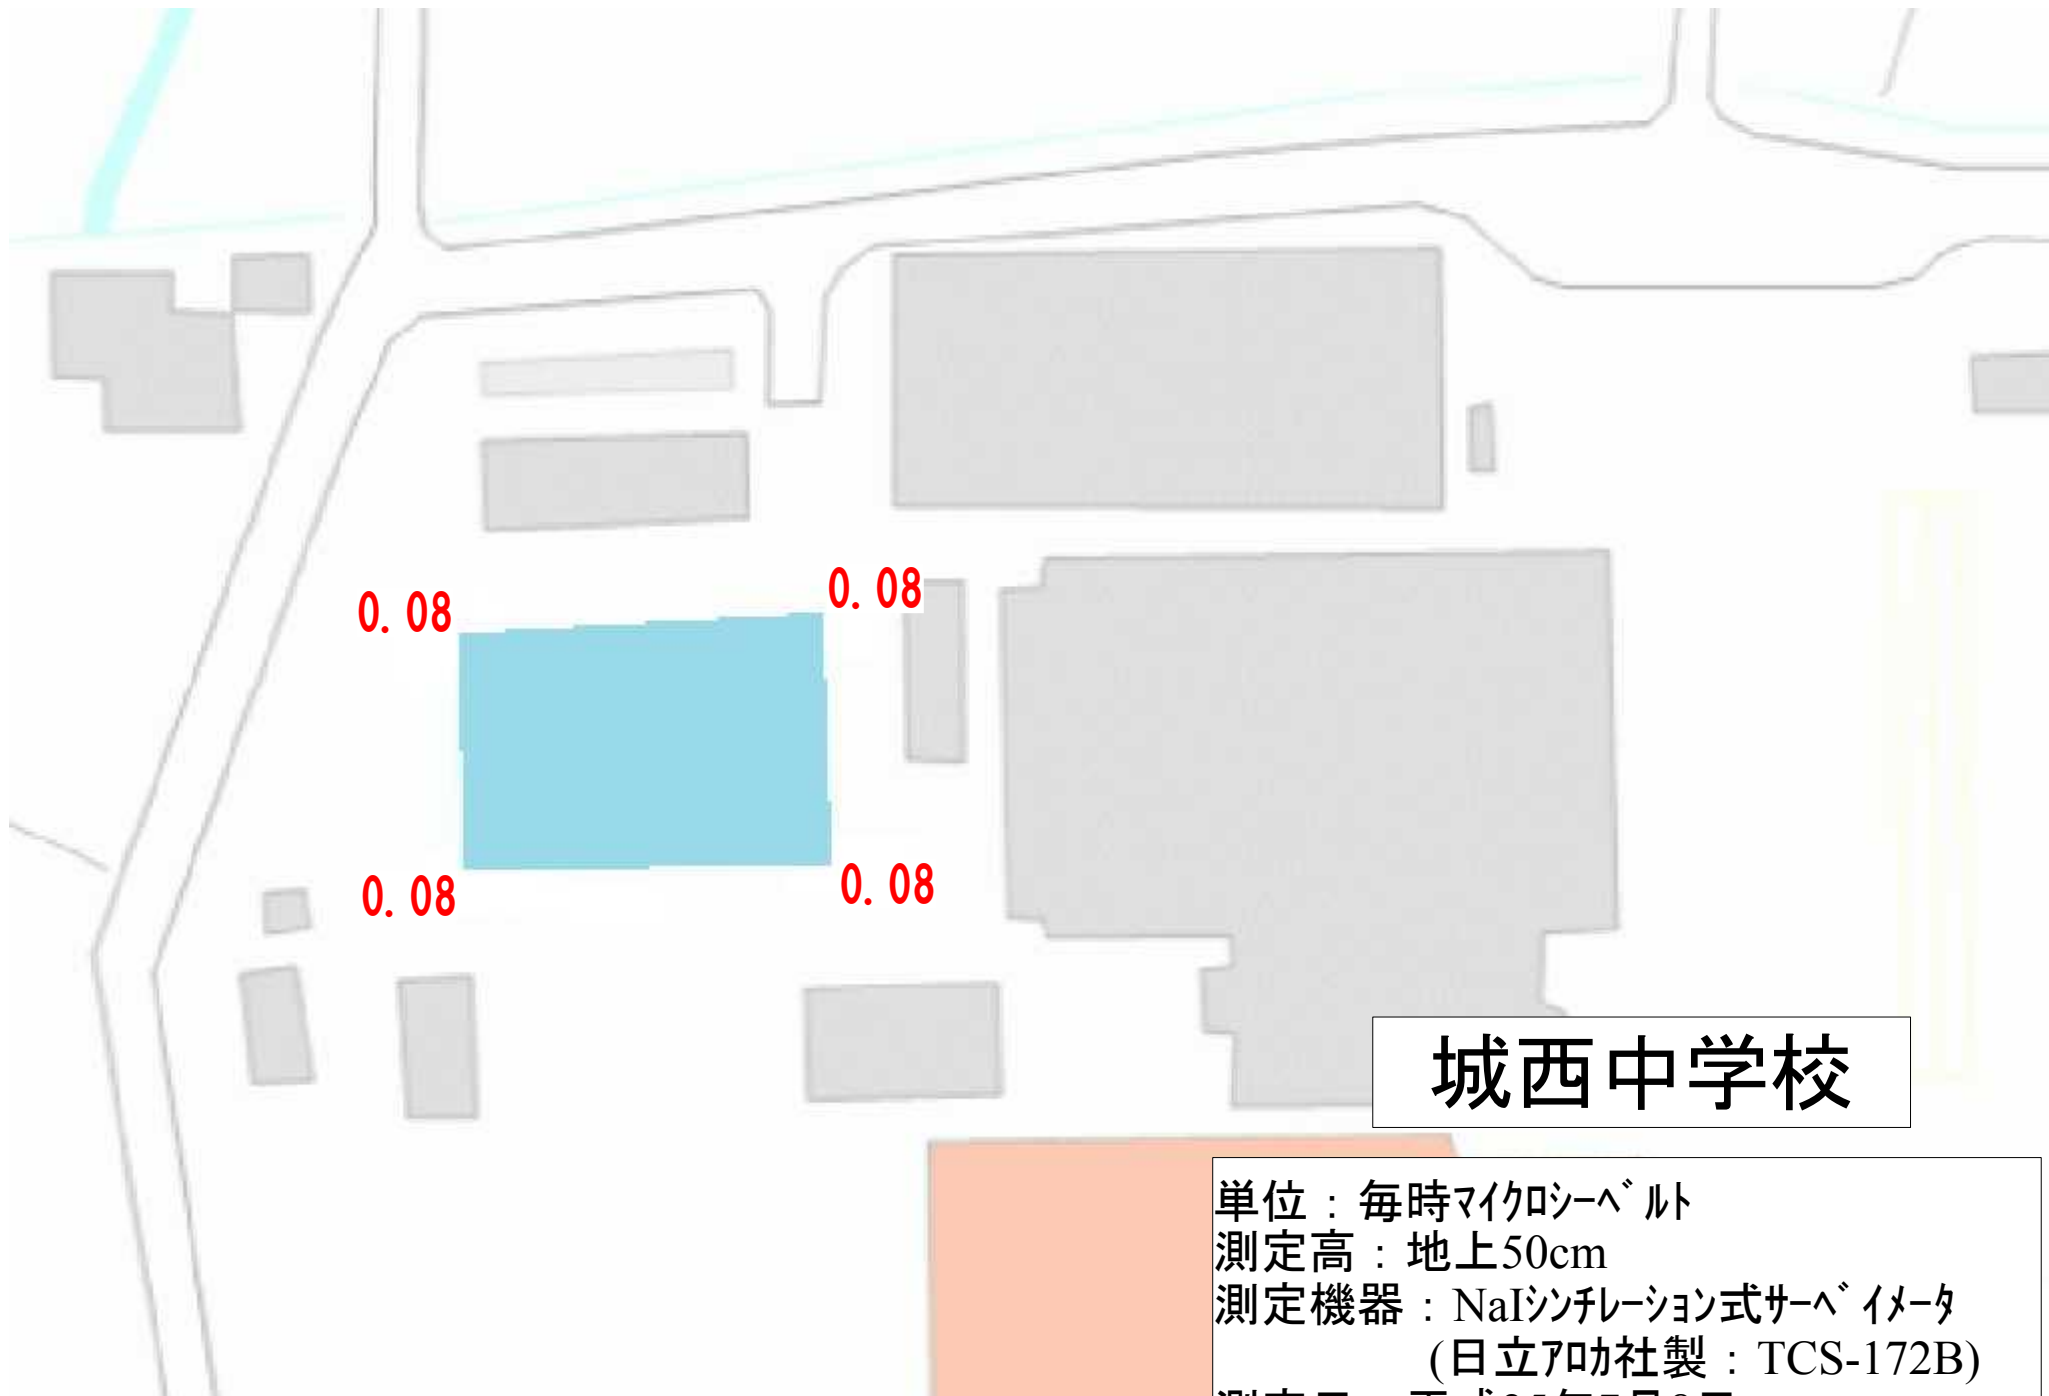 0.08
0.08
0.08
0.08
城西中学校
単位：毎時ﾏｲｸﾛｼｰﾍﾞﾙﾄ
測定高：地上50cm
測定機器：NaIｼﾝﾁﾚｰｼｮﾝ式ｻｰﾍﾞｲﾒｰﾀ
(日立ｱﾛｶ社製：TCS-172B)